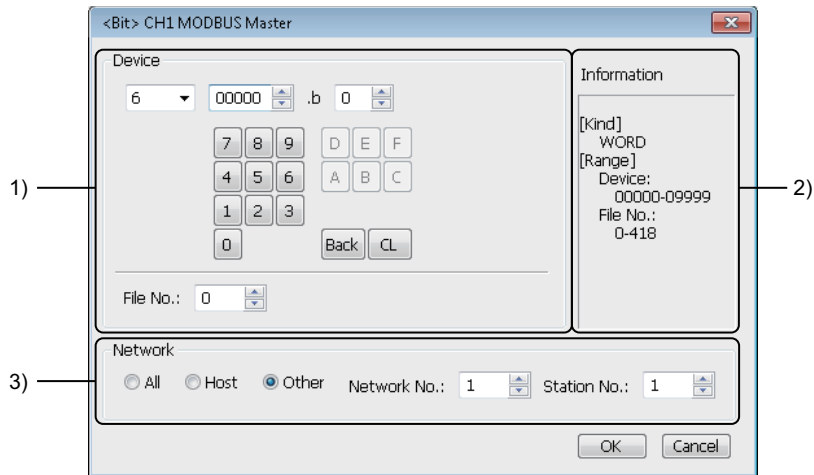 <Bit> CH1 MODBUS Master
Device
6 00000 .b 0
7 8 9 D E F
4 5 6 A B C
1 2 3
0 Back CL
File No.: 0
Information
[Kind]
WORD
[Range]
Device:
00000-09999
File No.:
0-418
Network
All Host Other Network No.: 1 Station No.: 1
OK Cancel
1)
2)
3)